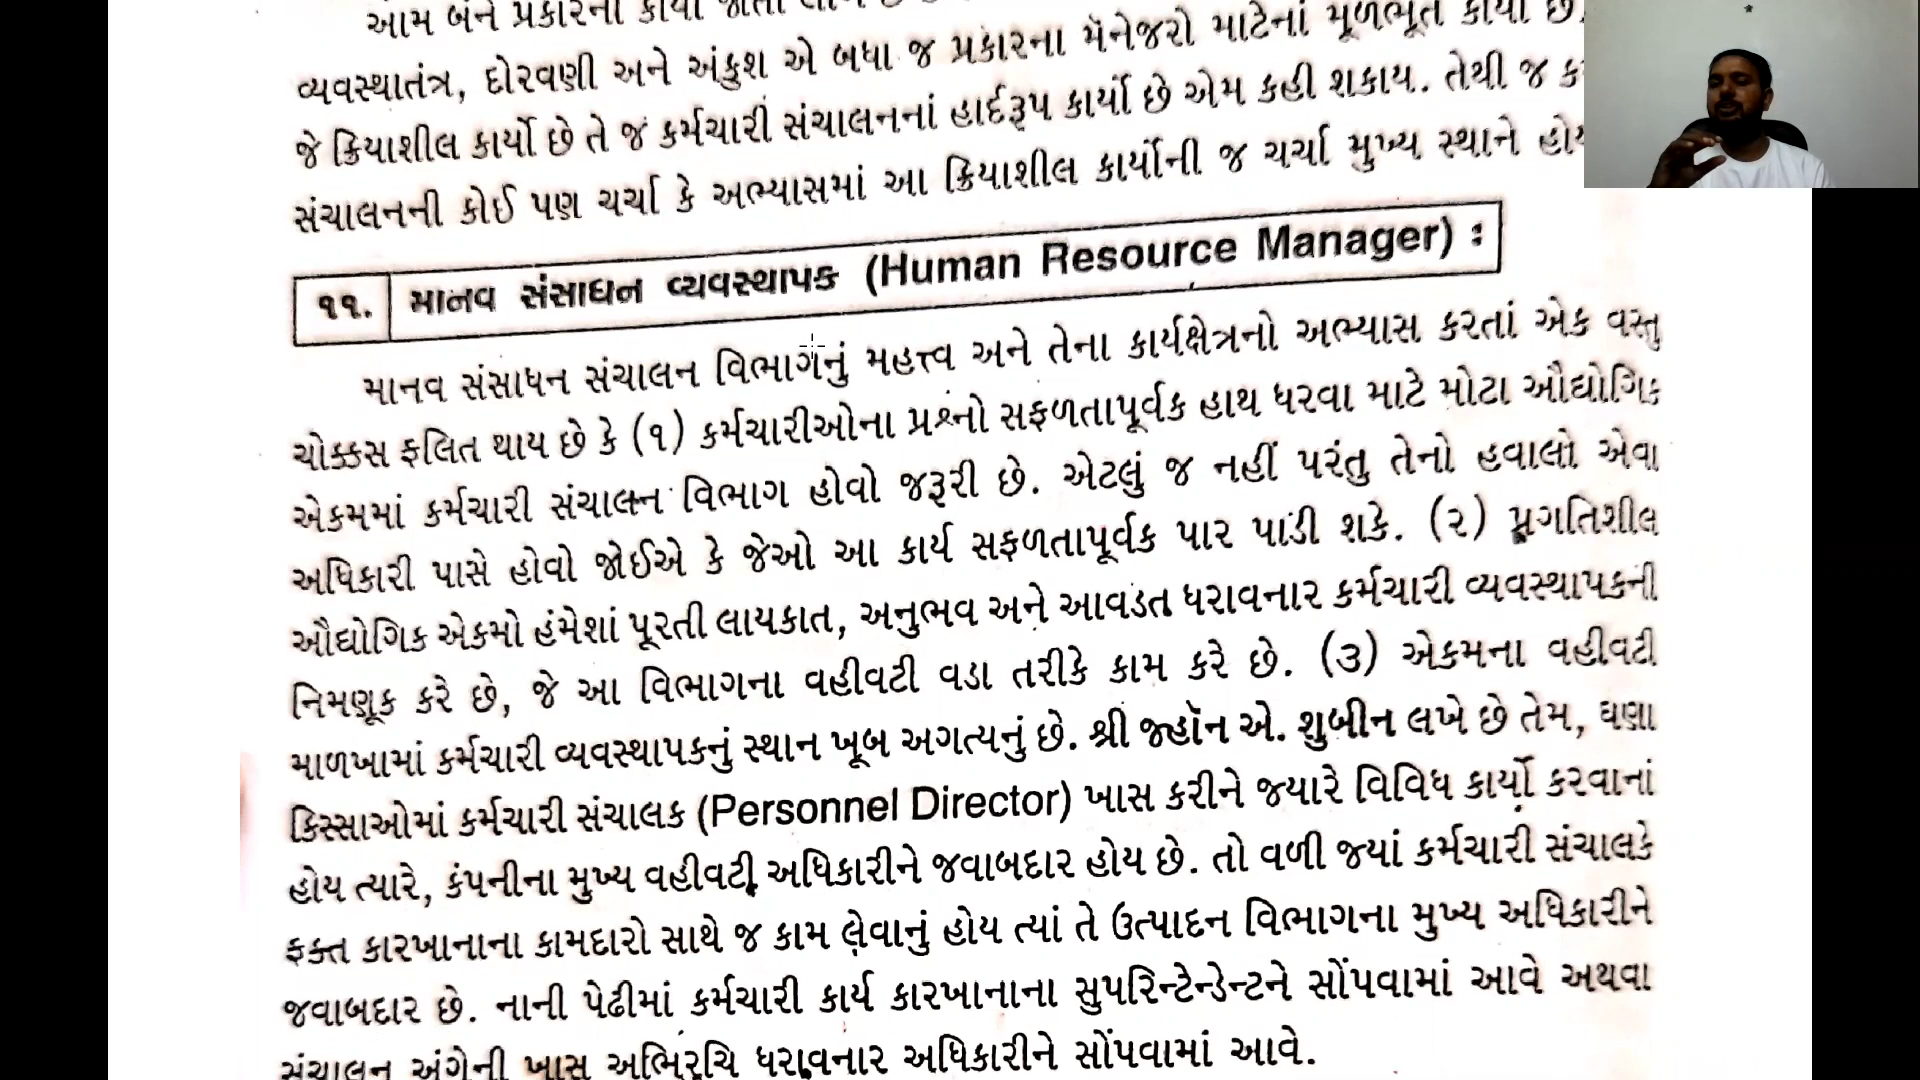 આમ બંને પ્રકારના કાર્યો જોતાં
વ્યવસ્થાતંત્ર, દોરવણી અને અંકુશ એ બધા જ પ્રકારના મૅનેજરો માટેનાં મૂળભૂત કાર્યો છે.
જે ક્રિયાશીલ કાર્યો છે તે જ કર્મચારી સંચાલનનાં હાર્દરૂપ કાર્યો છે એમ કહી શકાય. તેથી જ
સંચાલનની કોઈ પણ ચર્ચા કે અભ્યાસમાં આ ક્રિયાશીલ કાર્યોની જ ચર્ચા મુખ્ય સ્થાને
૧૧. માનવ સંસાધન વ્યવસ્થાપક (Human Resource Manager) :
માનવ સંસાધન સંચાલન વિભાગનું મહત્ત્વ અને તેના કાર્યક્ષેત્રનો અભ્યાસ કરતાં એક વસ્તુ
ચોક્કસ ફલિત થાય છે કે (૧) કર્મચારીઓના પ્રશ્નો સફળતાપૂર્વક હાથ ધરવા માટે મોટા ઔદ્યોગિક
એકમમાં કર્મચારી સંચાલન વિભાગ હોવો જરૂરી છે. એટલું જ નહીં પરંતુ તેનો હવાલો એવા
અધિકારી પાસે હોવો જોઈએ કે જેઓ આ કાર્ય સફળતાપૂર્વક પાર પાડી શકે. (૨) પ્રગતિશીલ
ઔદ્યોગિક એકમો હંમેશાં પૂરતી લાયકાત, અનુભવ અને આવડત ધરાવનાર કર્મચારી વ્યવસ્થાપકની
નિમણૂક કરે છે, જે આ વિભાગના વહીવટી વડા તરીકે કામ કરે છે. (૩) એકમના વહીવટી
માળખામાં કર્મચારી વ્યવસ્થાપકનું સ્થાન ખૂબ અગત્યનું છે. શ્રી જ્હૉન એ. શુબીન લખે છે તેમ, ઘણા
કિસ્સાઓમાં કર્મચારી સંચાલક (Personnel Director) ખાસ કરીને જ્યારે વિવિધ કાર્યો કરવાનાં
હોય ત્યારે, કંપનીના મુખ્ય વહીવટી અધિકારીને જવાબદાર હોય છે. તો વળી જ્યાં કર્મચારી સંચાલકે
ફક્ત કારખાનાના કામદારો સાથે જ કામ લેવાનું હોય ત્યાં તે ઉત્પાદન વિભાગના મુખ્ય અધિકારીને
જવાબદાર છે. નાની પેઢીમાં કર્મચારી કાર્ય કારખાનાના સુપરિન્ટેન્ડેન્ટને સોંપવામાં આવે અથવા
સંચાલન અંગેની ખાસ અભિરુચિ ધરાવનાર અધિકારીને સોંપવામાં આવે.